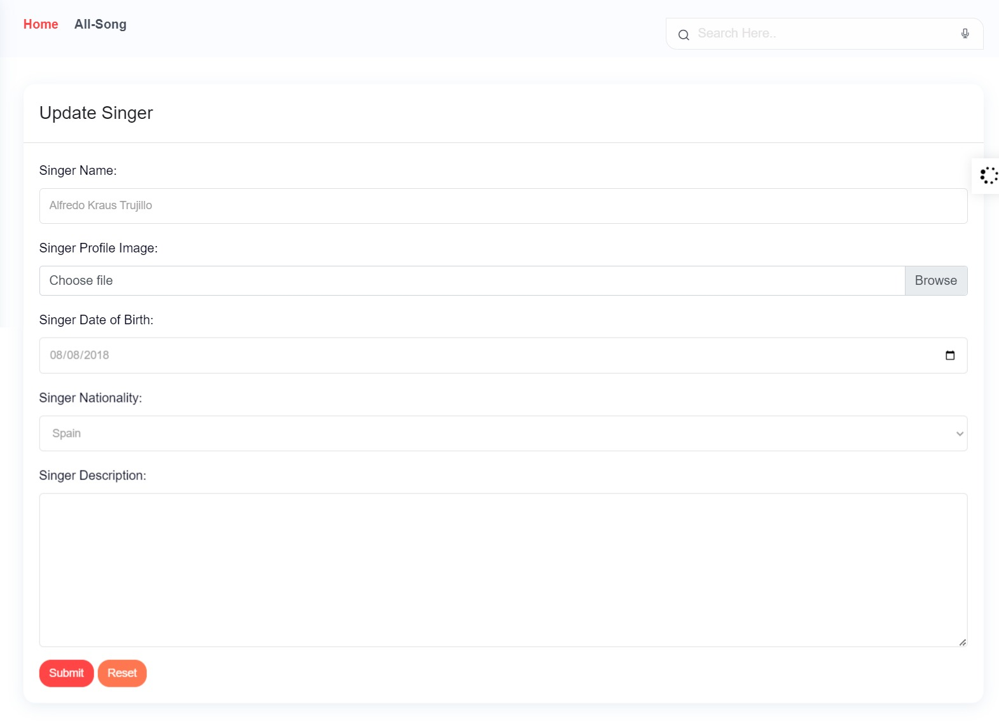 Home All-Song
Search Here..
Update Singer
Singer Name:
Alfredo Kraus Trujillo
Singer Profile Image:
Choose file Browse
Singer Date of Birth:
08/08/2018
Singer Nationality:
Spain
Singer Description:
Submit Reset